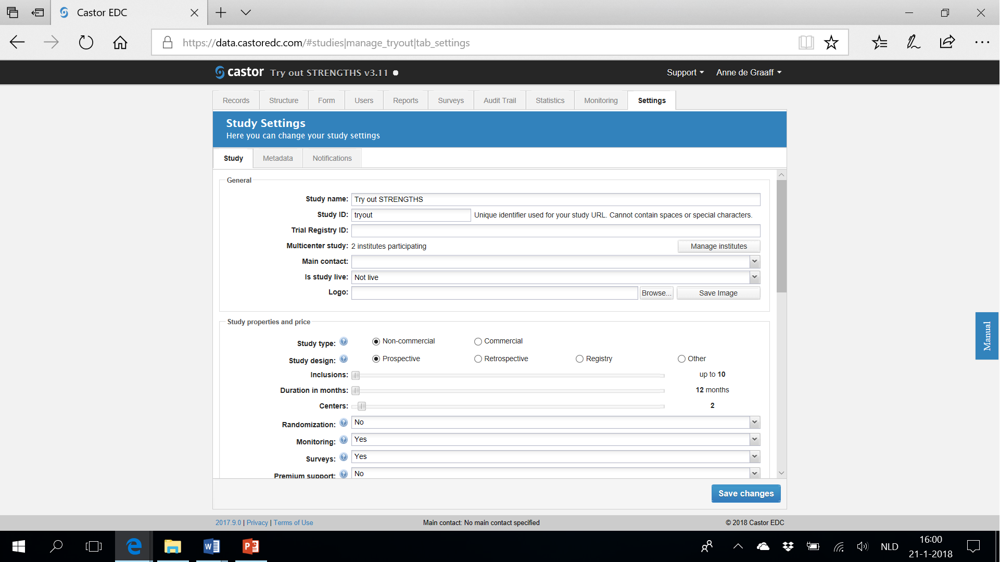 Castor EDC
https://data.castoredc.com/#studies|manage_tryout|tab_settings
castor Try out STRENGTHS v3.11 Support Anne de Graaff
Records Structure Form Users Reports Surveys Audit Trail Statistics Monitoring Settings
Study Settings
Here you can change your study settings
Study Metadata Notifications
General
Study name: Try out STRENGTHS
Study ID: tryout Unique identifier used for your study URL. Cannot contain spaces or special characters.
Trial Registry ID:
Multicenter study: 2 institutes participating Manage institutes
Main contact:
Is study live: Not live
Logo: Browse... Save Image
Study properties and price
Study type: Non-commercial Commercial
Study design: Prospective Retrospective Registry Other
Inclusions: up to 10
Duration in months: 12 months
Centers: 2
Randomization: No
Monitoring: Yes
Surveys: Yes
Premium support: No
Manual
Save changes
2017.9.0 | Privacy | Terms of Use Main contact: No main contact specified © 2018 Castor EDC
NLD 16:00
21-1-2018